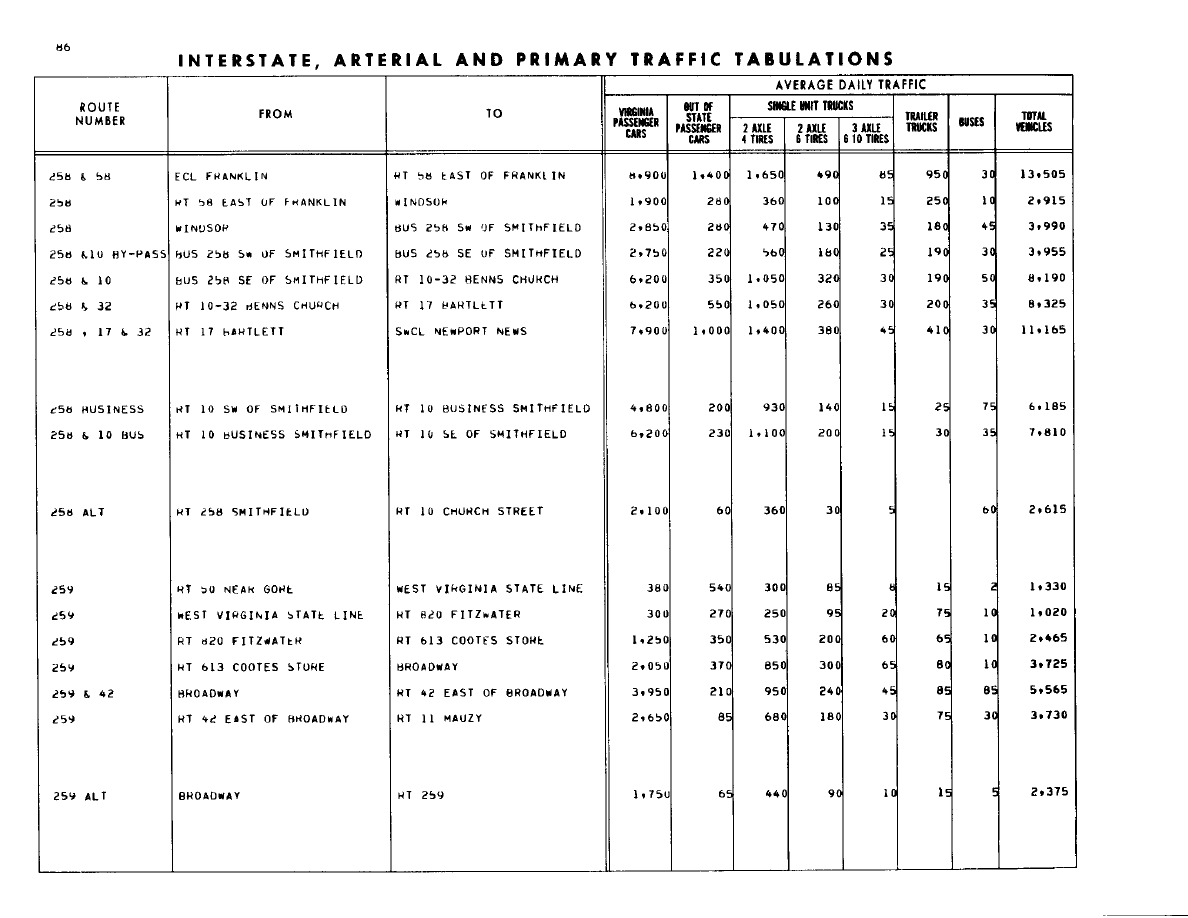 86
INTERSTATE, ARTERIAL AND PRIMARY TRAFFIC TABULATIONS
AVERAGE DAILY TRAFFIC
ROUTE NUMBER FROM TO VIRGINIA PASSENGER CARS OUT OF STATE PASSENGER CARS SINGLE UNIT TRUCKS 2 AXLE 4 TIRES 2 AXLE 6 TIRES 3 AXLE 6 10 TIRES TRAILER TRUCKS BUSES TOTAL VEHICLES
258 & 58 ECL FRANKLIN RT 58 EAST OF FRANKLIN 8,900 1,400 1,650 490 85 950 30 13,505
258 RT 58 EAST OF FRANKLIN WINDSOR 1,900 280 360 100 15 250 10 2,915
258 WINDSOR BUS 258 SW OF SMITHFIELD 2,850 280 470 130 35 180 45 3,990
258 &10 BY-PASS BUS 258 SW OF SMITHFIELD BUS 258 SE OF SMITHFIELD 2,750 220 560 180 25 190 30 3,955
258 & 10 BUS 258 SE OF SMITHFIELD RT 10-32 BENNS CHURCH 6,200 350 1,050 320 30 190 50 8,190
258 & 32 RT 10-32 BENNS CHURCH RT 17 BARTLETT 6,200 550 1,050 260 30 200 35 8,325
258 , 17 & 32 RT 17 BARTLETT SWCL NEWPORT NEWS 7,900 1,000 1,400 380 45 410 30 11,165
258 BUSINESS RT 10 SW OF SMITHFIELD RT 10 BUSINESS SMITHFIELD 4,800 200 930 140 15 25 75 6,185
258 & 10 BUS RT 10 BUSINESS SMITHFIELD RT 10 SE OF SMITHFIELD 6,200 230 1,100 200 15 30 35 7,810
258 ALT RT 258 SMITHFIELD RT 10 CHURCH STREET 2,100 60 360 30 5 60 2,615
259 RT 50 NEAR GORE WEST VIRGINIA STATE LINE 380 540 300 85 8 15 2 1,330
259 WEST VIRGINIA STATE LINE RT 820 FITZWATER 300 270 250 95 20 75 10 1,020
259 RT 820 FITZWATER RT 613 COOTES STORE 1,250 350 530 200 60 65 10 2,465
259 RT 613 COOTES STORE BROADWAY 2,050 370 850 300 65 80 10 3,725
259 & 42 BROADWAY RT 42 EAST OF BROADWAY 3,950 210 950 240 45 85 85 5,565
259 RT 42 EAST OF BROADWAY RT 11 MAUZY 2,650 85 680 180 30 75 30 3,730
259 ALT BROADWAY RT 259 1,750 65 440 90 10 15 5 2,375